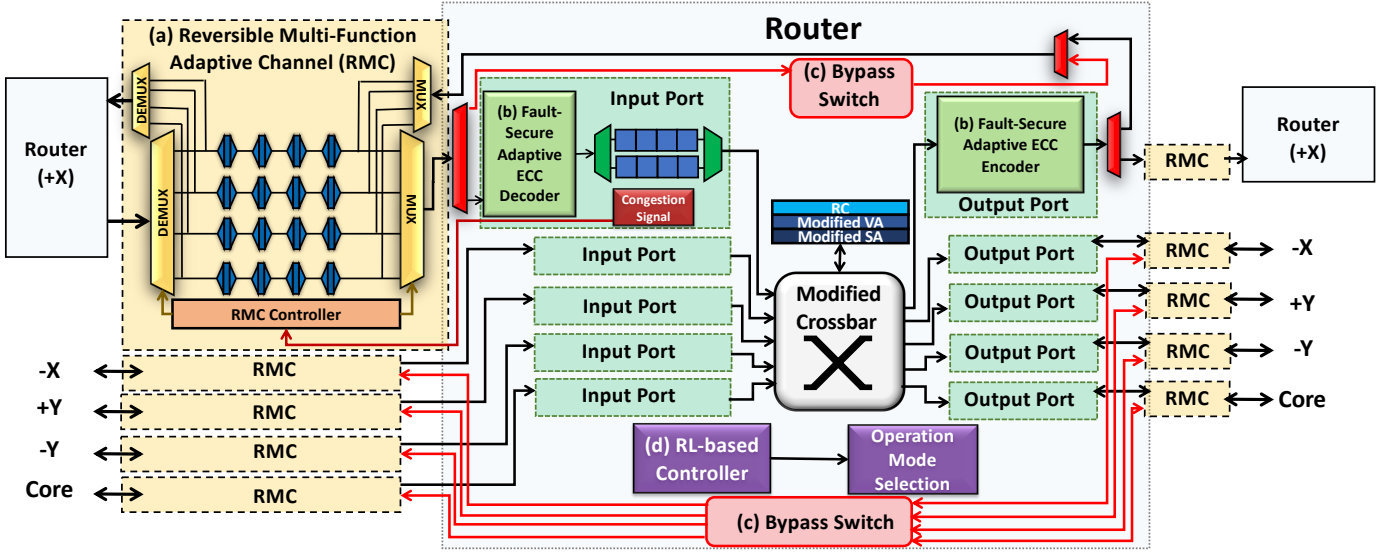 (a) Reversible Multi-Function
Adaptive Channel (RMC)
DEMUX
MUX
DEMUX
MUX
RMC Controller
Router
(+X)
Router
(c) Bypass
Switch
Input Port
(b) Fault-
Secure
Adaptive
ECC
Decoder
Congestion
Signal
(b) Fault-Secure
Adaptive ECC
Encoder
Output Port
RMC
Router
(+X)
RC
Modified VA
Modified SA
Modified
Crossbar
Input Port
Input Port
Input Port
Input Port
Output Port
Output Port
Output Port
Output Port
RMC
RMC
RMC
RMC
-X
+Y
-Y
Core
-X
+Y
-Y
Core
RMC
RMC
RMC
RMC
(d) RL-based
Controller
Operation
Mode
Selection
(c) Bypass Switch